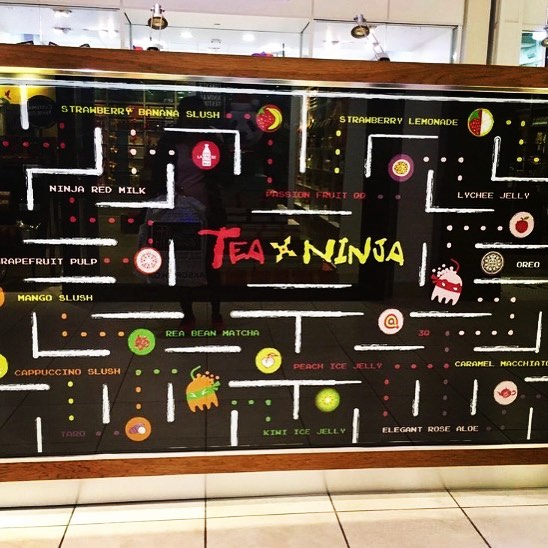 STRAWBERRY BANANA SLUSH
STRAWBERRY LEMONADE
NINJA RED MILK
PASSION FRUIT QQ
LYCHEE JELLY
TEA NINJA
RAPEFRUIT PULP
OREO
MANGO SLUSH
REA BEAN MATCHA
3Q
CAPPUCCINO SLUSH
PEACH ICE JELLY
CARAMEL MACCHIATO
TARO
KIWI ICE JELLY
ELEGANT ROSE ALOE